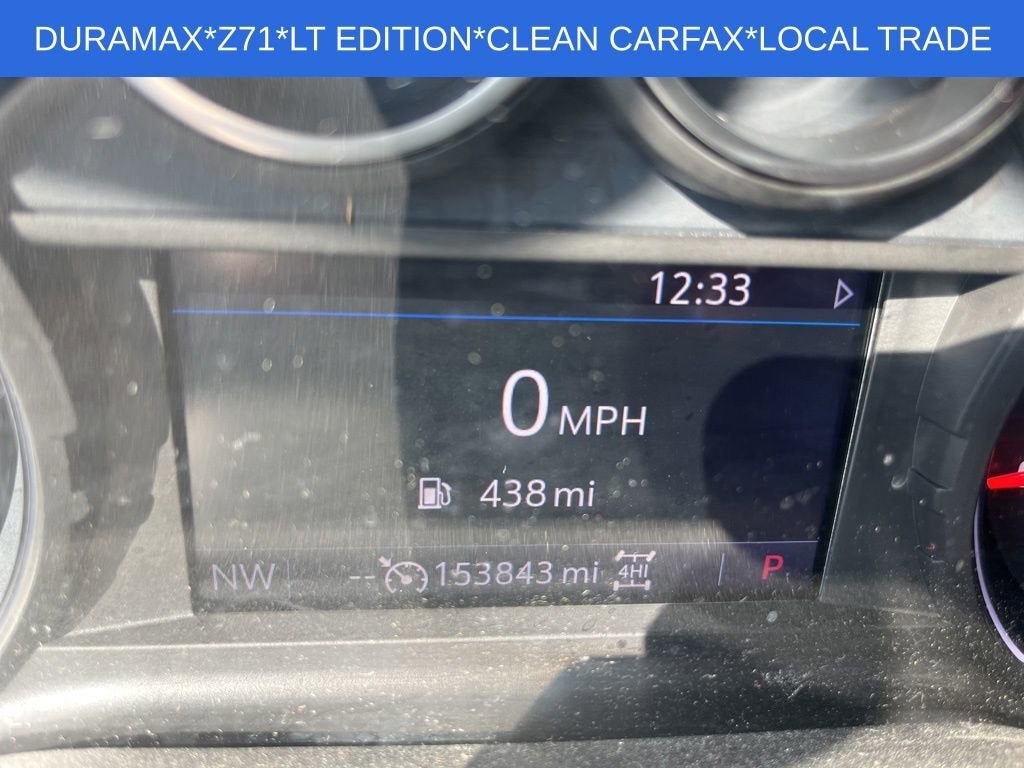 DURAMAX*Z71*LT EDITION*CLEAN CARFAX*LOCAL TRADE
12:33
0 MPH
438 mi
NW -- 153843 mi 4HI P